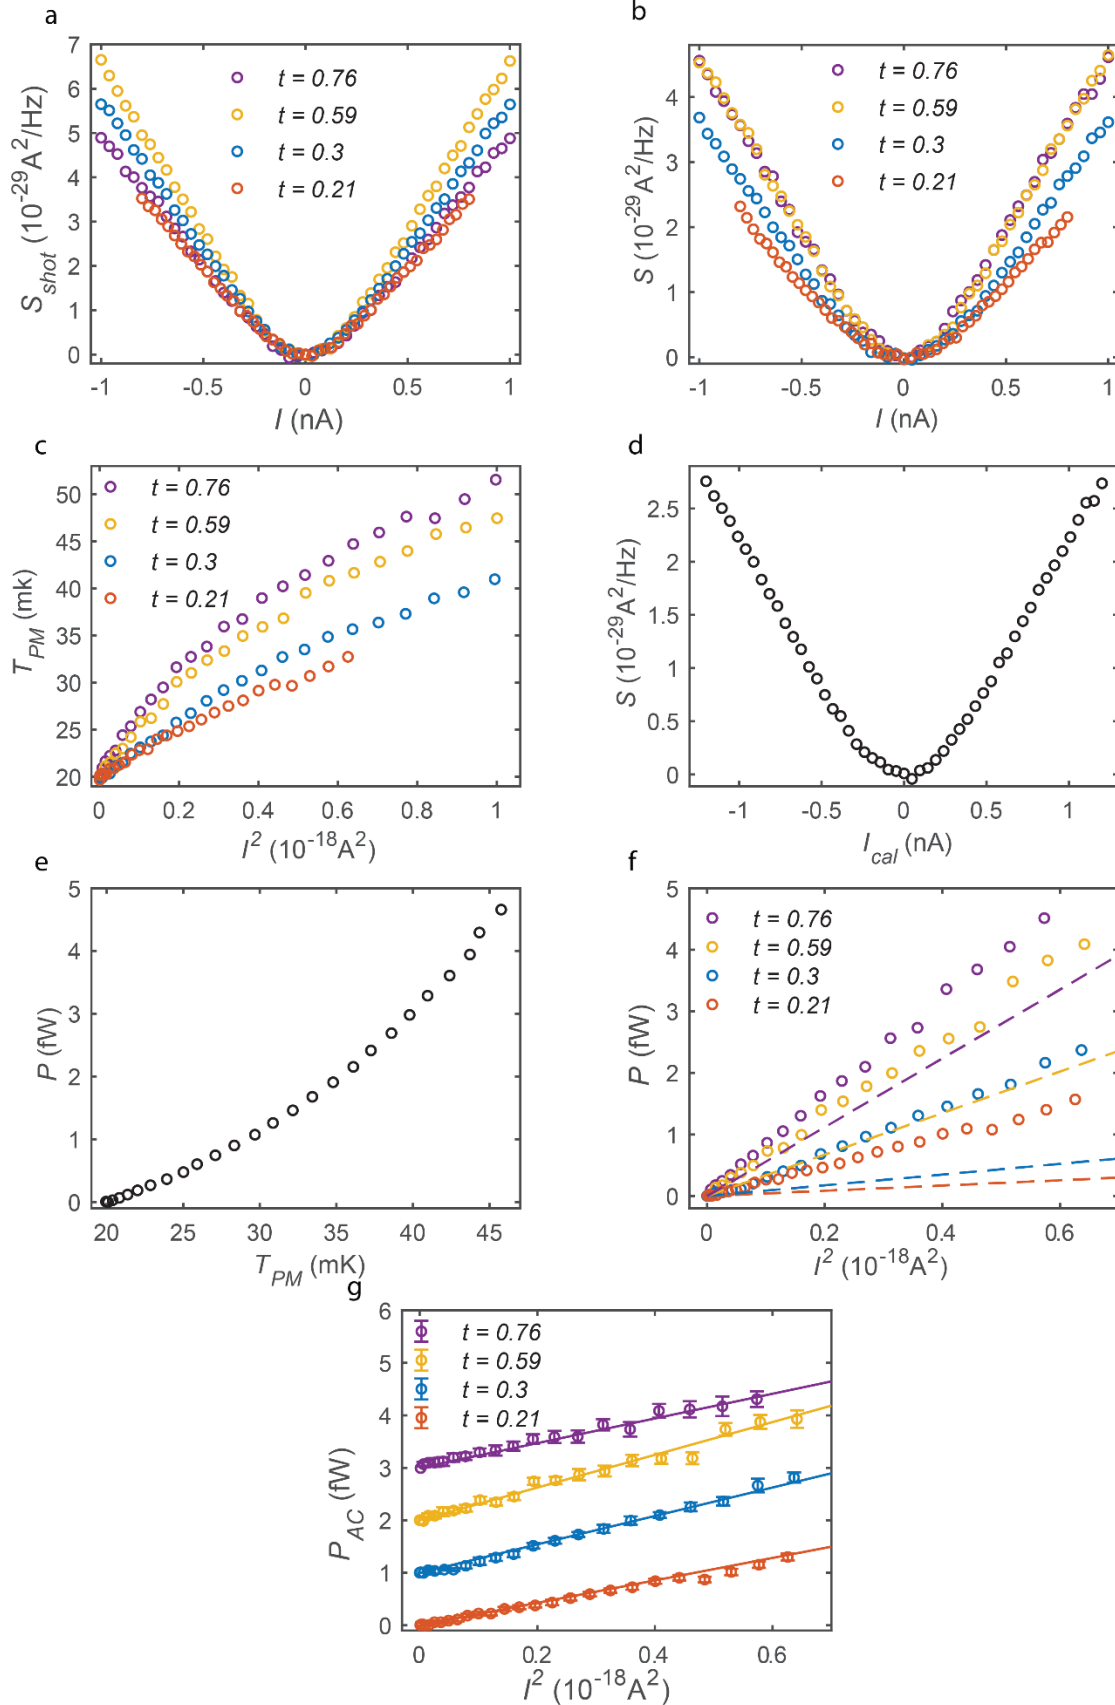 a
7
6
5
4
3
2
1
0
S_shot (10^-29A^2/Hz)
t = 0.76
t = 0.59
t = 0.3
t = 0.21
-1
-0.5
0
0.5
1
I (nA)
b
4
3
2
1
0
S (10^-29A^2/Hz)
t = 0.76
t = 0.59
t = 0.3
t = 0.21
-1
-0.5
0
0.5
1
I (nA)
c
50
45
40
35
30
25
20
T_PM (mk)
t = 0.76
t = 0.59
t = 0.3
t = 0.21
0
0.2
0.4
0.6
0.8
1
I^2 (10^-18A^2)
d
2.5
2
1.5
1
0.5
0
S (10^-29A^2/Hz)
-1
-0.5
0
0.5
1
I_cal (nA)
e
5
4
3
2
1
0
P (fW)
20
25
30
35
40
45
T_PM (mK)
f
5
4
3
2
1
0
P (fW)
t = 0.76
t = 0.59
t = 0.3
t = 0.21
0
0.2
0.4
0.6
I^2 (10^-18A^2)
g
6
5
4
3
2
1
0
P_AC (fW)
t = 0.76
t = 0.59
t = 0.3
t = 0.21
0
0.2
0.4
0.6
I^2 (10^-18A^2)